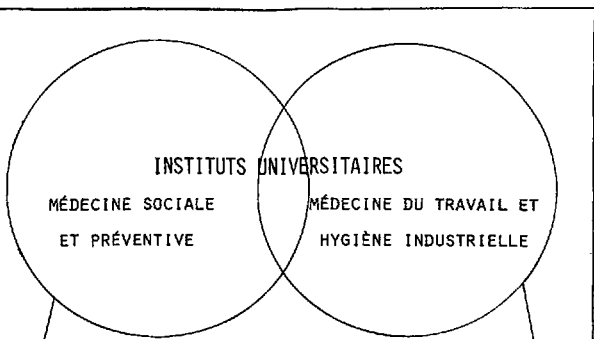 INSTITUTS UNIVERSITAIRES
MÉDECINE SOCIALE
ET PRÉVENTIVE
MÉDECINE DU TRAVAIL ET
HYGIÈNE INDUSTRIELLE